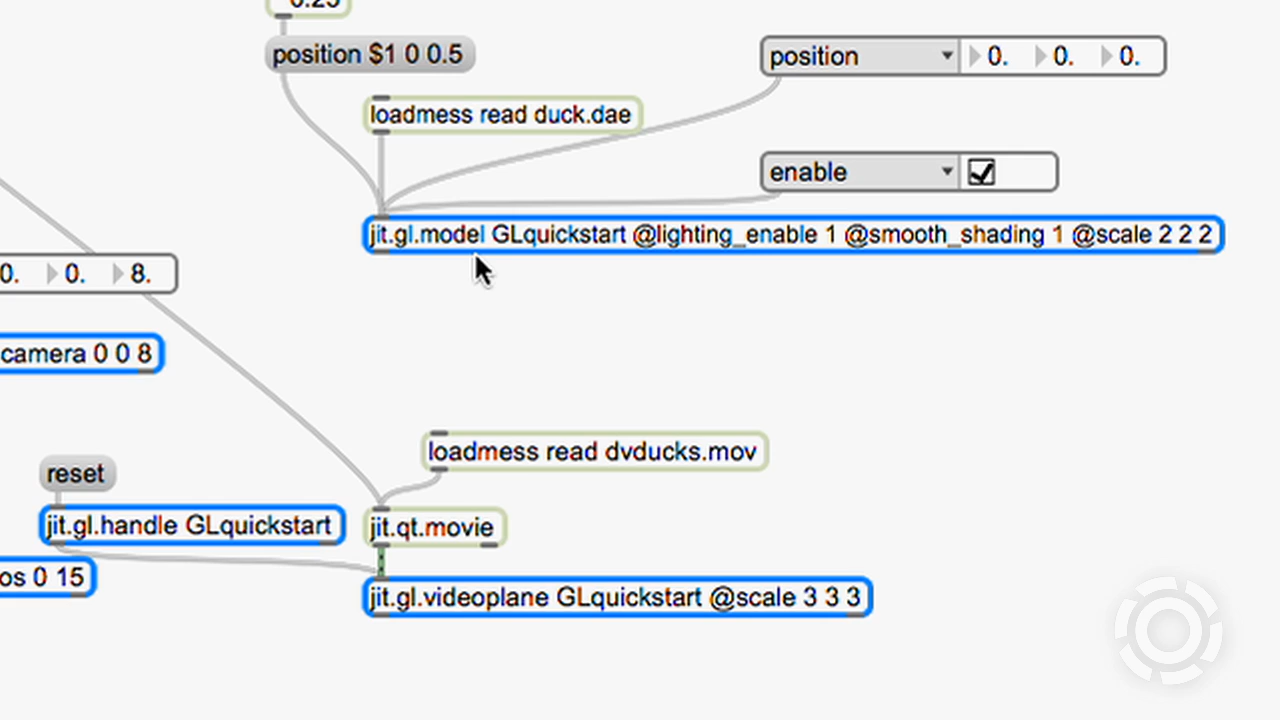 0.25
position $1 0 0.5
position 0. 0. 0.
loadmess read duck.dae
enable
jit.gl.model GLquickstart @lighting_enable 1 @smooth_shading 1 @scale 2 2 2
0. 0. 8.
camera 0 0 8
loadmess read dvducks.mov
reset
jit.gl.handle GLquickstart
jit.qt.movie
os 0 15
jit.gl.videoplane GLquickstart @scale 3 3 3